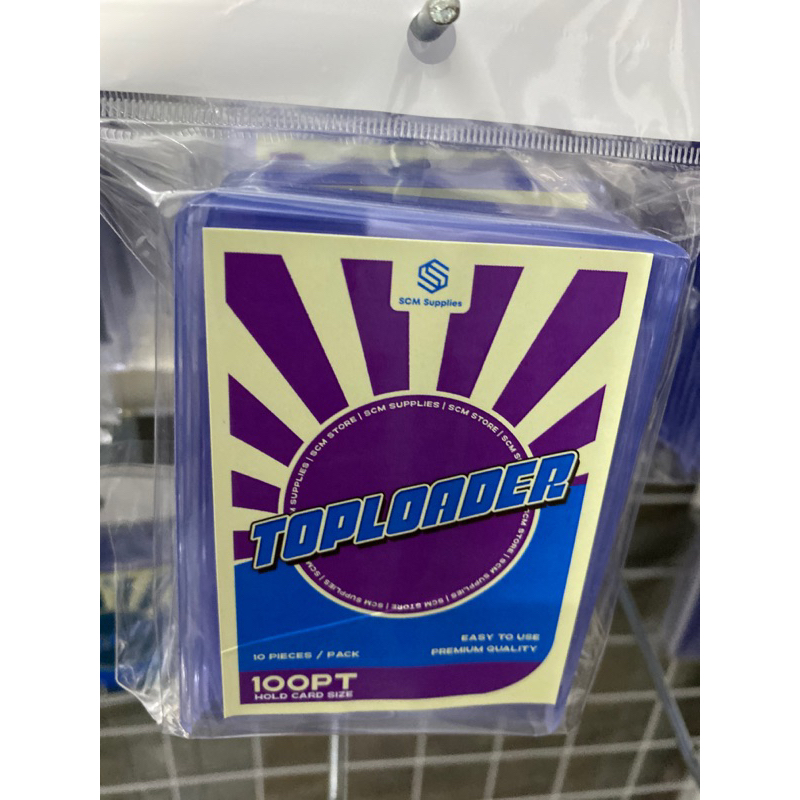 SCM Supplies
SUPPLIES | SCM STORE | SCM SUPPLIES | SCM STORE | SC
SCM STORE | SCM SUPPLIES | SCM STORE | SCM SUPPLIES | SCM
TOPLOADER
10 PIECES / PACK
EASY TO USE
PREMIUM QUALITY
100PT
HOLD CARD SIZE